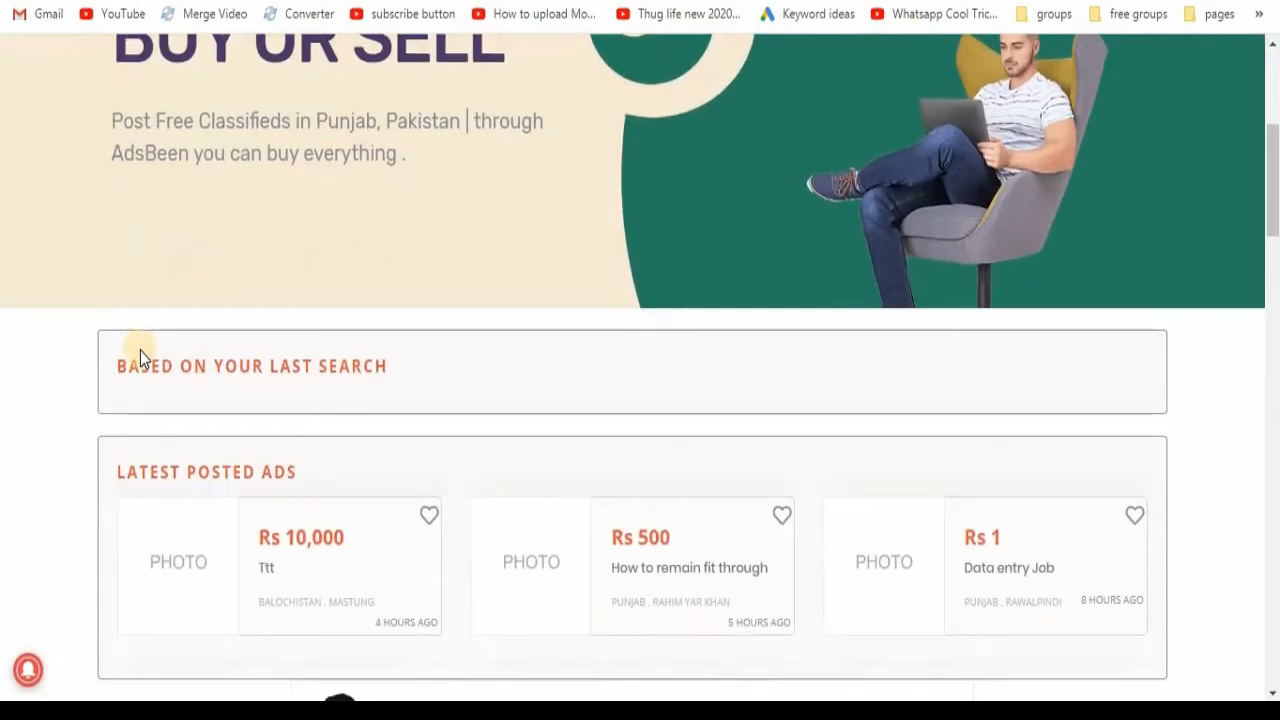 Gmail YouTube Merge Video Converter subscribe button How to upload Mo... Thug life new 2020... Keyword ideas Whatsapp Cool Tric... groups free groups pages »
BUY OR SELL
Post Free Classifieds in Punjab, Pakistan | through
AdsBeen you can buy everything .
BASED ON YOUR LAST SEARCH
LATEST POSTED ADS
PHOTO
Rs 10,000
Ttt
BALOCHISTAN . MASTUNG
4 HOURS AGO
PHOTO
Rs 500
How to remain fit through
PUNJAB . RAHIM YAR KHAN
5 HOURS AGO
PHOTO
Rs 1
Data entry Job
PUNJAB . RAWALPINDI
8 HOURS AGO